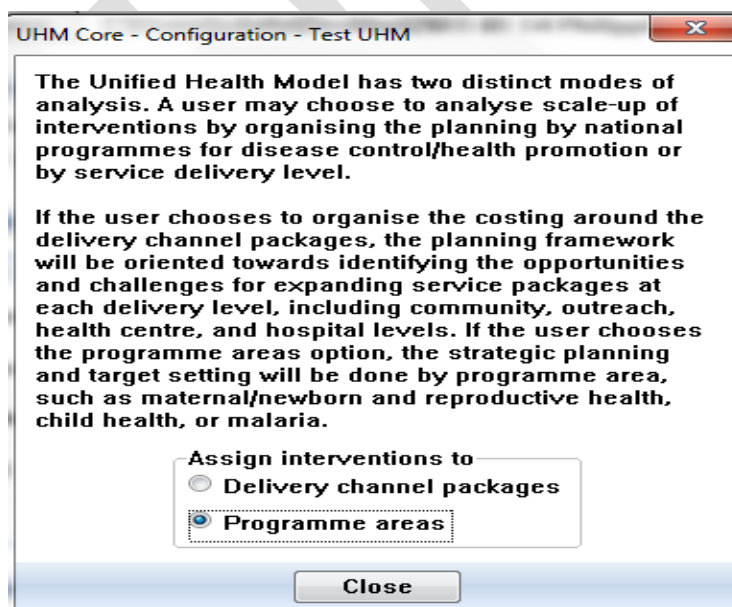 UHM Core - Configuration - Test UHM
The Unified Health Model has two distinct modes of
analysis. A user may choose to analyse scale-up of
interventions by organising the planning by national
programmes for disease control/health promotion or
by service delivery level.
If the user chooses to organise the costing around the
delivery channel packages, the planning framework
will be oriented towards identifying the opportunities
and challenges for expanding service packages at
each delivery level, including community, outreach,
health centre, and hospital levels. If the user chooses
the programme areas option, the strategic planning
and target setting will be done by programme area,
such as maternal/newborn and reproductive health,
child health, or malaria.
Assign interventions to
Delivery channel packages
Programme areas
Close